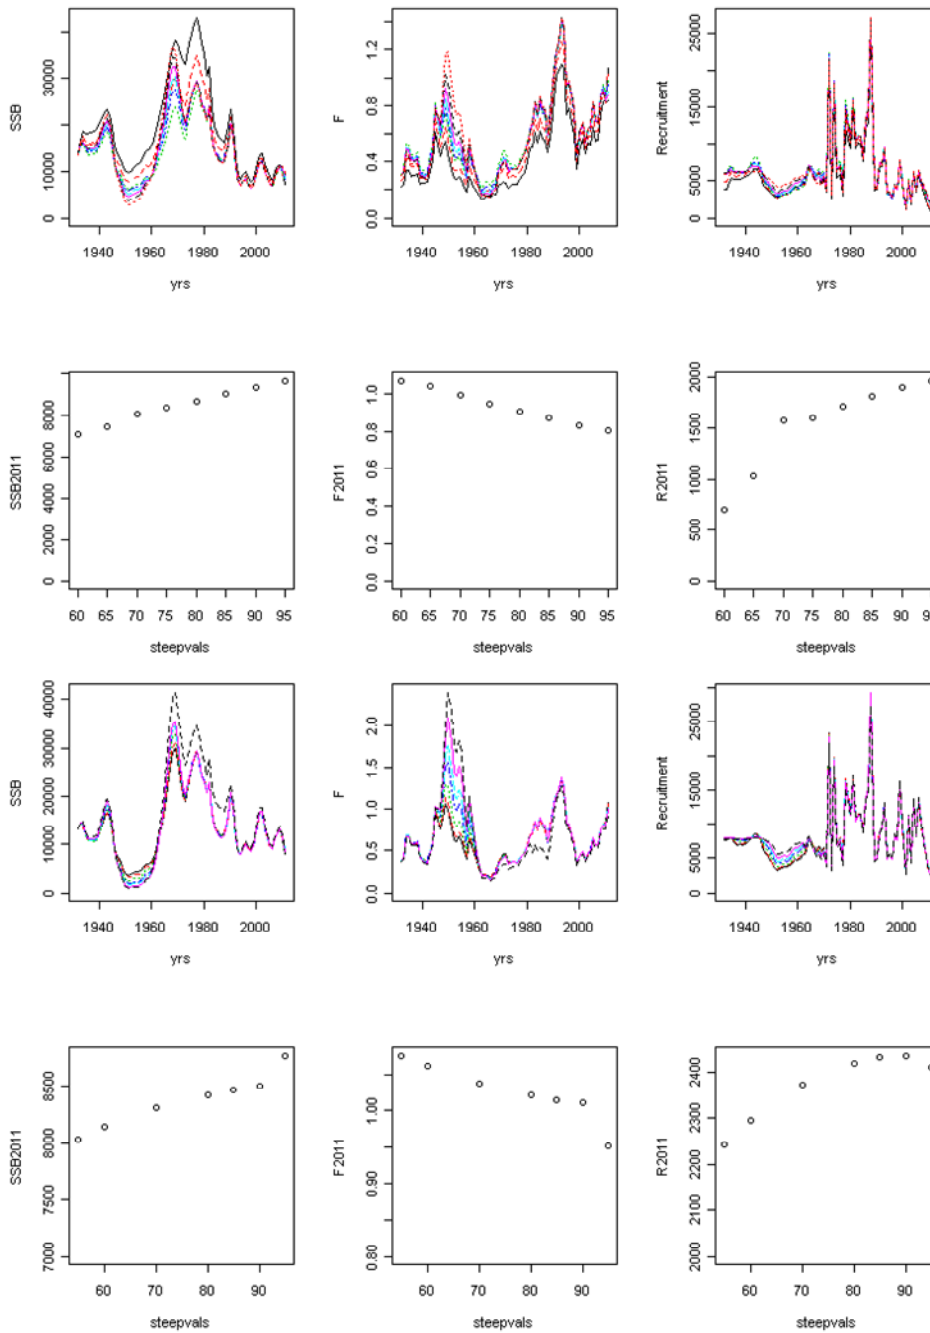 SSB
0 10000 30000
1940 1960 1980 2000
yrs
F
0.0 0.4 0.8 1.2
1940 1960 1980 2000
yrs
Recruitment
0 5000 15000 25000
1940 1960 1980 2000
yrs
SSB2011
0 2000 4000 6000 8000
60 65 70 75 80 85 90 95
steepvals
F2011
0.0 0.2 0.4 0.6 0.8 1.0
60 65 70 75 80 85 90 95
steepvals
R2011
0 500 1000 1500 2000
60 65 70 75 80 85 90
steepvals
SSB
0 10000 20000 30000 40000
1940 1960 1980 2000
yrs
F
0.0 0.5 1.0 1.5 2.0
1940 1960 1980 2000
yrs
Recruitment
0 5000 15000 25000
1940 1960 1980 2000
yrs
SSB2011
7000 7500 8000 8500
60 70 80 90
steepvals
F2011
0.80 0.90 1.00
60 70 80 90
steepvals
R2011
2000 2100 2200 2300 2400
60 70 80 90
steepvals